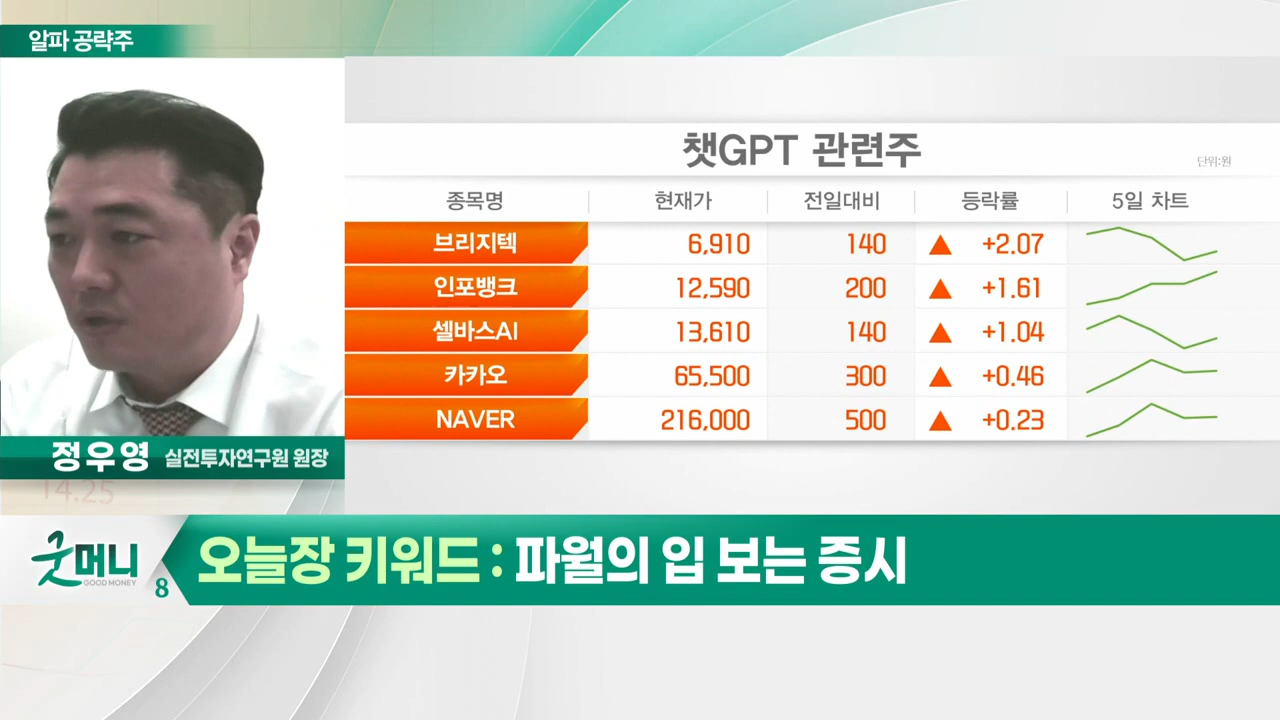 알파 공략주
챗GPT 관련주
단위:원
종목명 현재가 전일대비 등락률 5일 차트
브리지텍 6,910 140 ▲ +2.07
인포뱅크 12,590 200 ▲ +1.61
셀바스AI 13,610 140 ▲ +1.04
카카오 65,500 300 ▲ +0.46
NAVER 216,000 500 ▲ +0.23
정우영 실전투자연구원 원장
14.25
굿머니
GOOD MONEY
8
오늘장 키워드 : 파월의 입 보는 증시